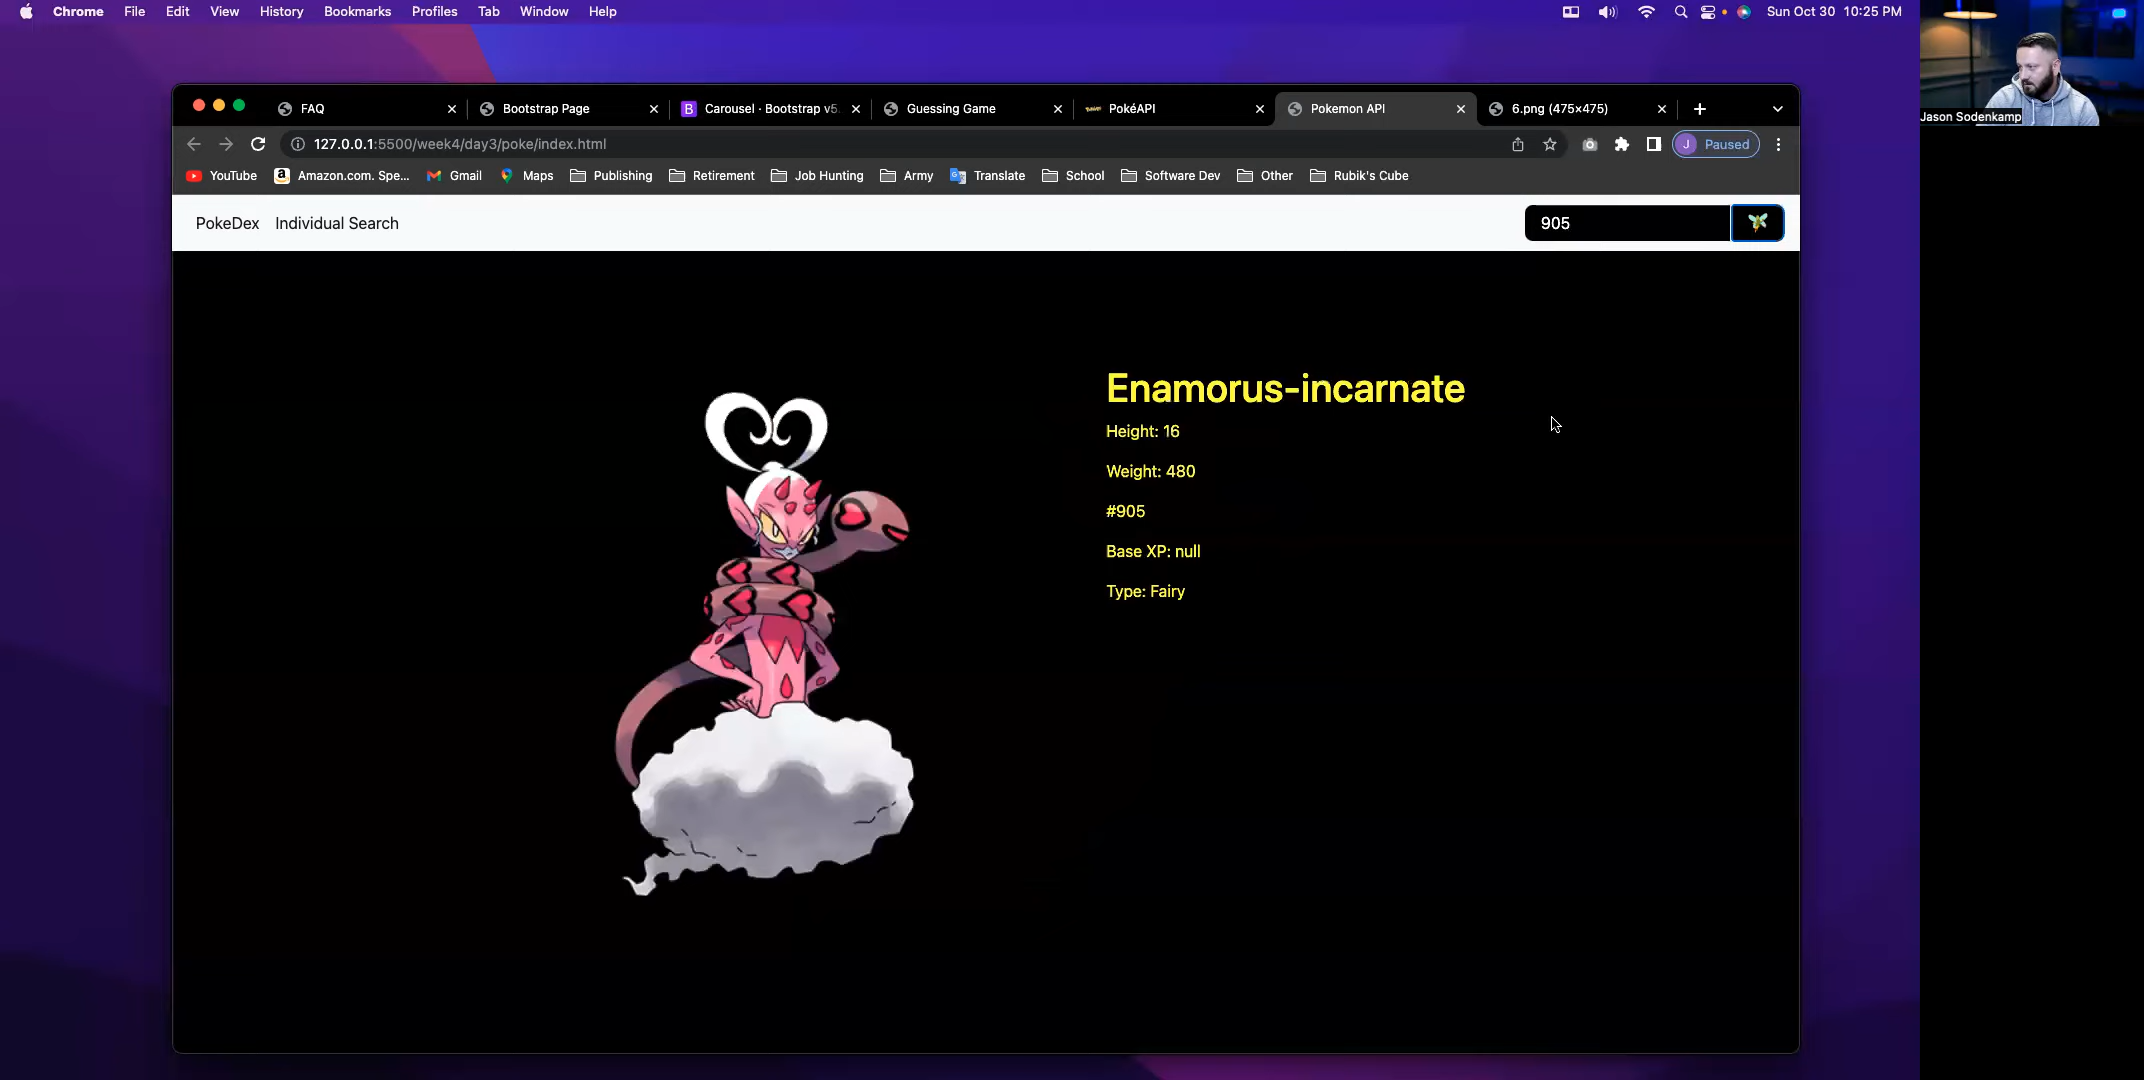 Chrome File Edit View History Bookmarks Profiles Tab Window Help Sun Oct 30 10:25 PM
Jason Sodenkamp
FAQ Bootstrap Page Carousel · Bootstrap v5. Guessing Game PokéAPI Pokemon API 6.png (475×475)
127.0.0.1:5500/week4/day3/poke/index.html J Paused
YouTube Amazon.com. Spe... Gmail Maps Publishing Retirement Job Hunting Army Translate School Software Dev Other Rubik's Cube
PokeDex Individual Search 905
Enamorus-incarnate
Height: 16
Weight: 480
#905
Base XP: null
Type: Fairy